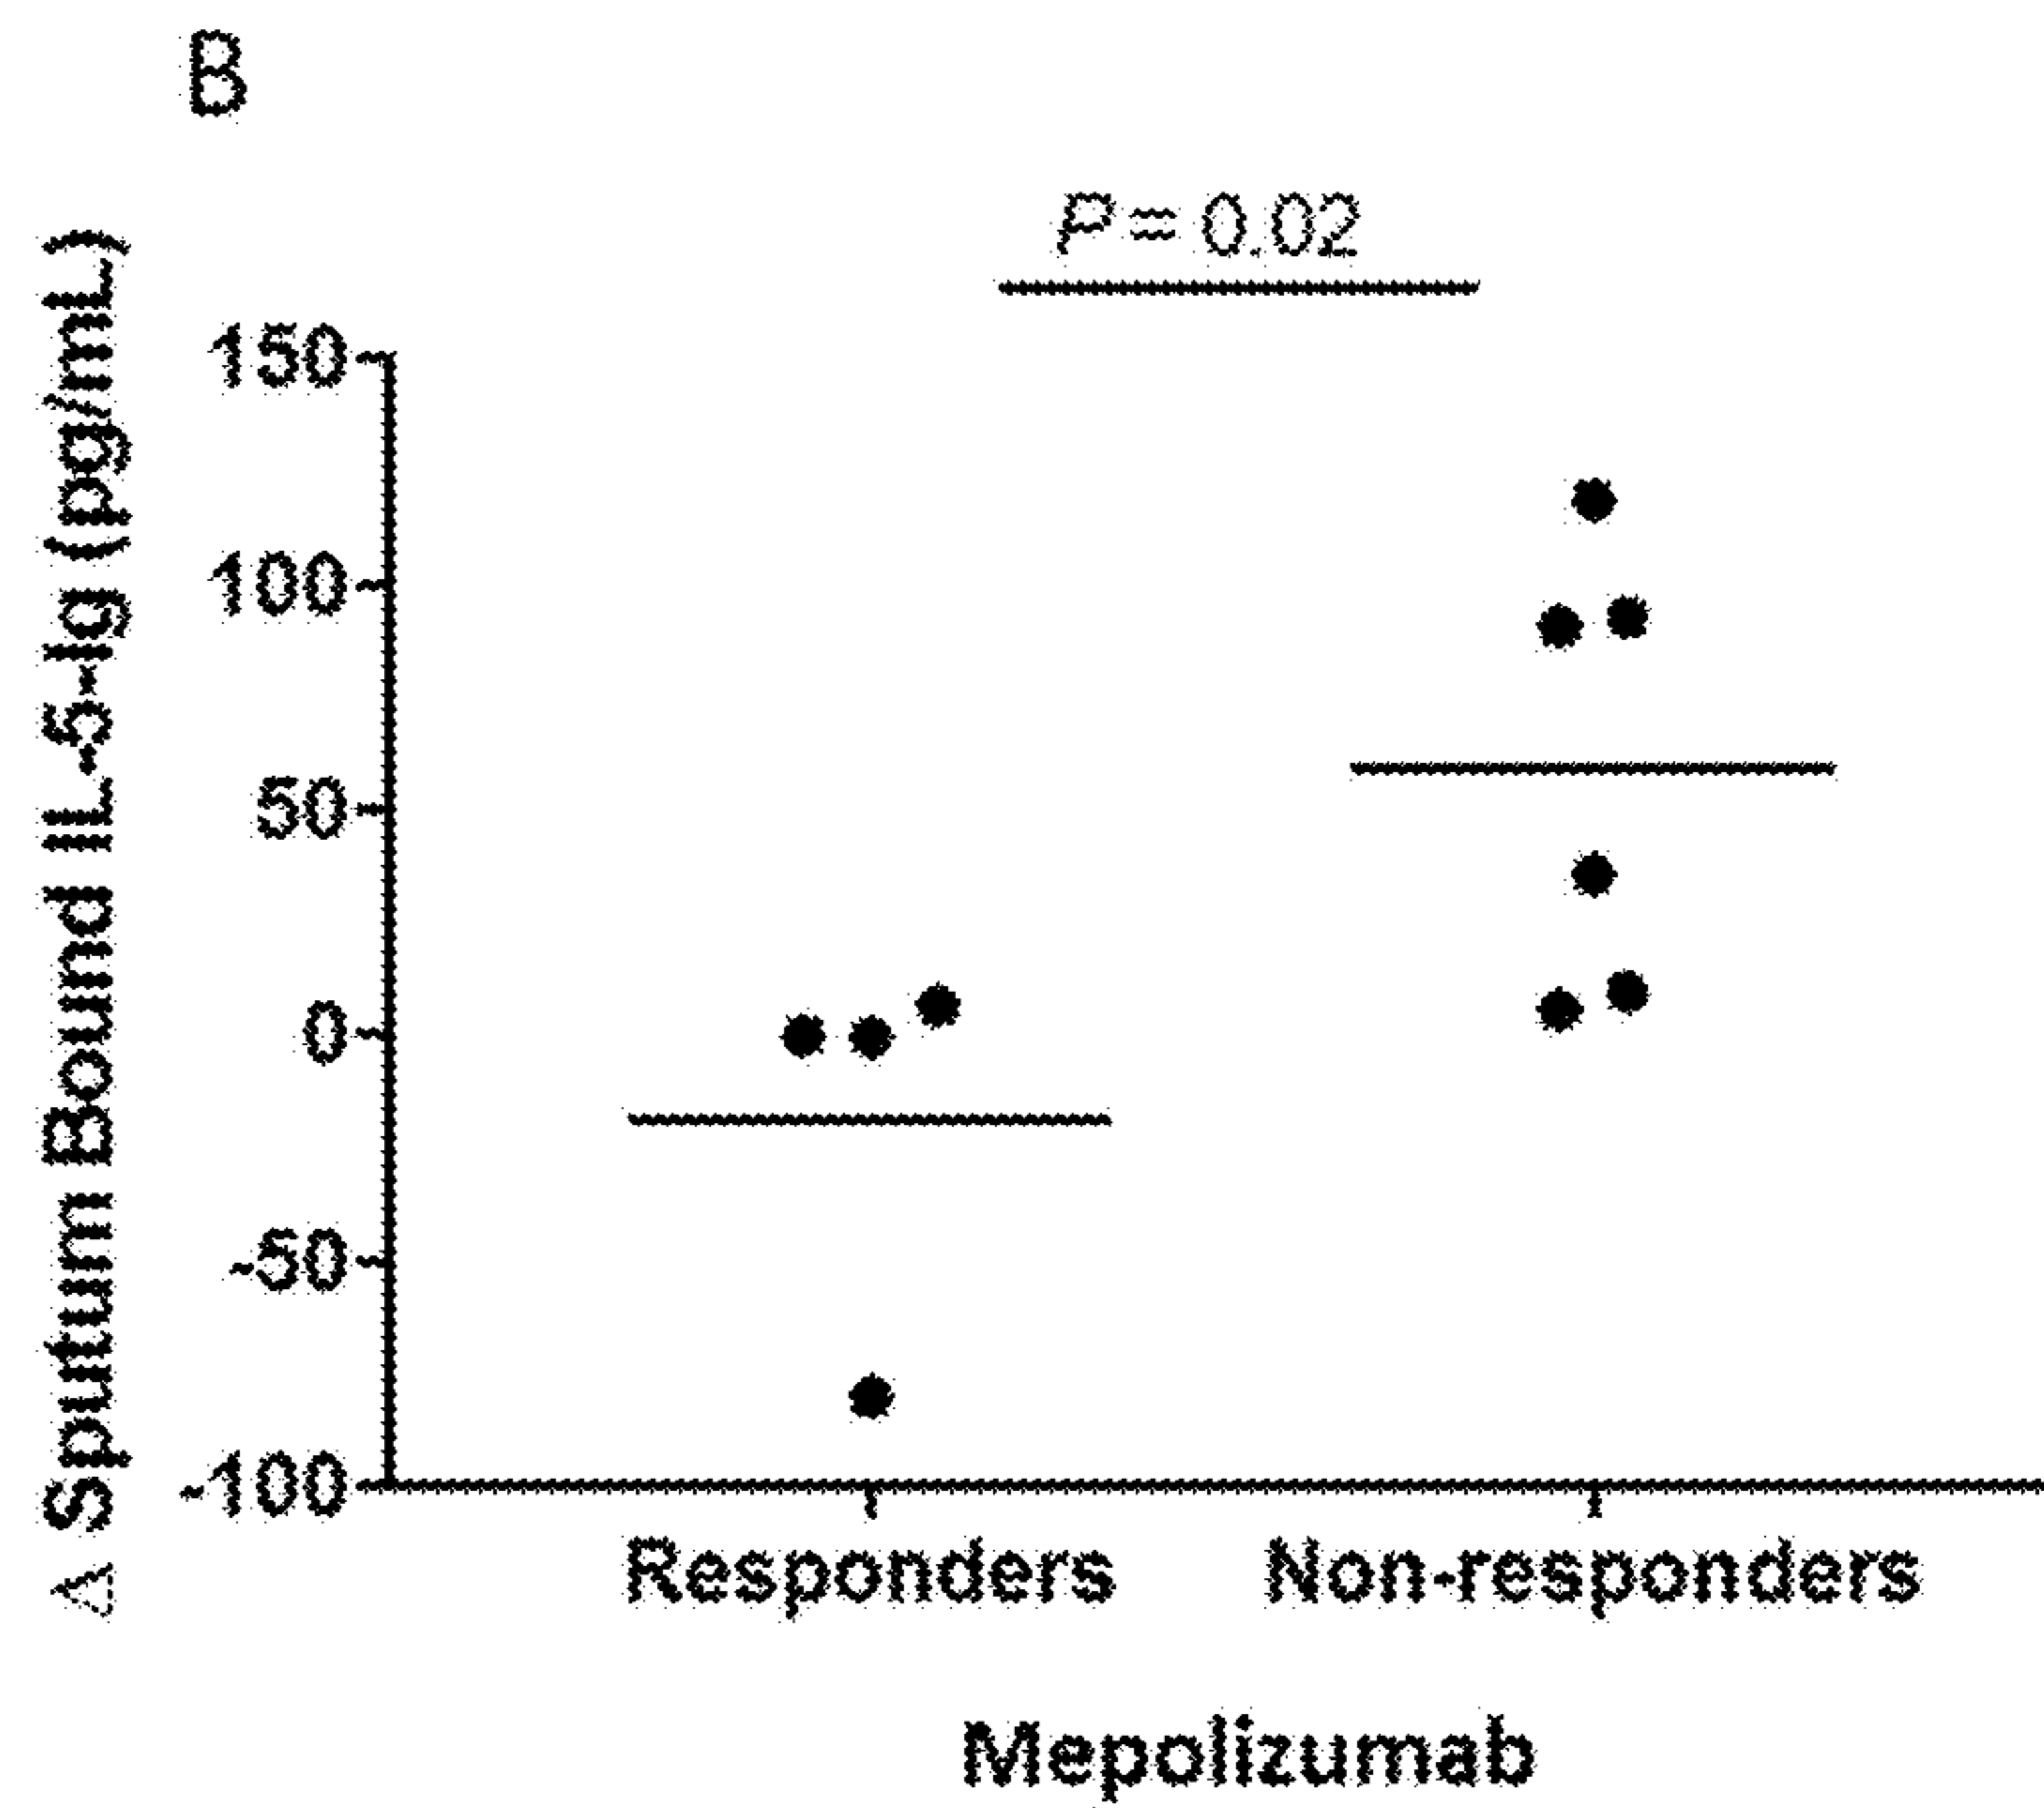 B
P = 0.02
Δ Sputum Bound IL-5-Ig (pg/mL)
150
100
50
0
-50
-100
Responders Non-responders
Mepolizumab